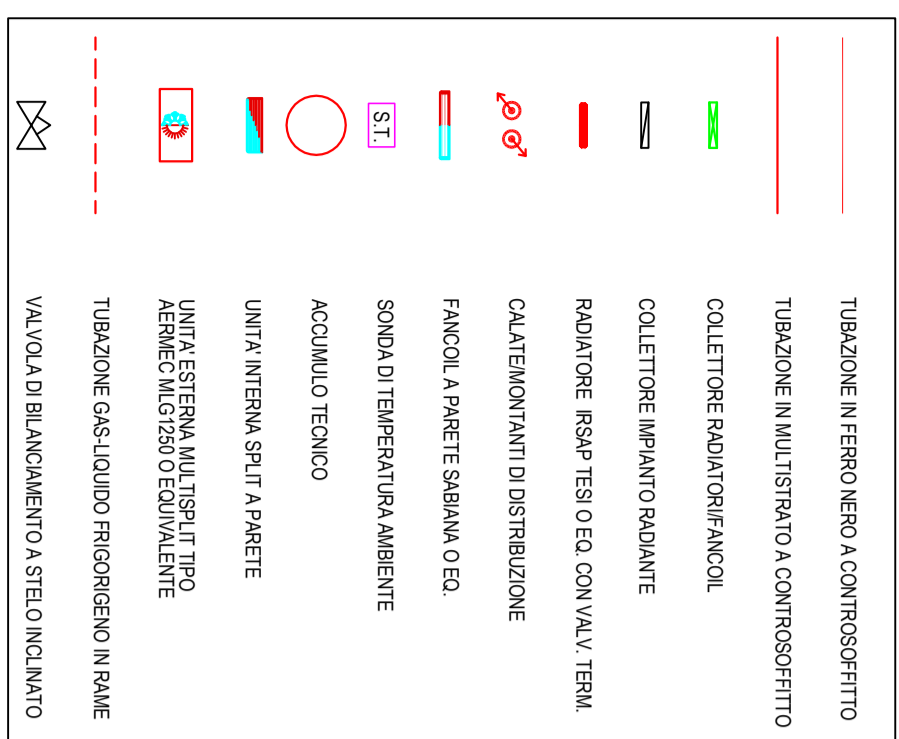 TUBAZIONE IN FERRO NERO A CONTROSOFFITTO
TUBAZIONE IN MULTISTRATO A CONTROSOFFITTO
COLLETTORE RADIATORI/FANCOIL
COLLETTORE IMPIANTO RADIANTE
RADIATORE IRSAP TESI O EQ. CON VALV. TERM.
CALATE/MONTANTI DI DISTRIBUZIONE
FANCOIL A PARETE SABIANA O EQ.
S.T. SONDA DI TEMPERATURA AMBIENTE
ACCUMULO TECNICO
UNITA' INTERNA SPLIT A PARETE
UNITA' ESTERNA MULTISPLIT TIPO
AERMEC MLG1250 O EQUIVALENTE
TUBAZIONE GAS-LIQUIDO FRIGORIGENO IN RAME
VALVOLA DI BILANCIAMENTO A STELO INCLINATO